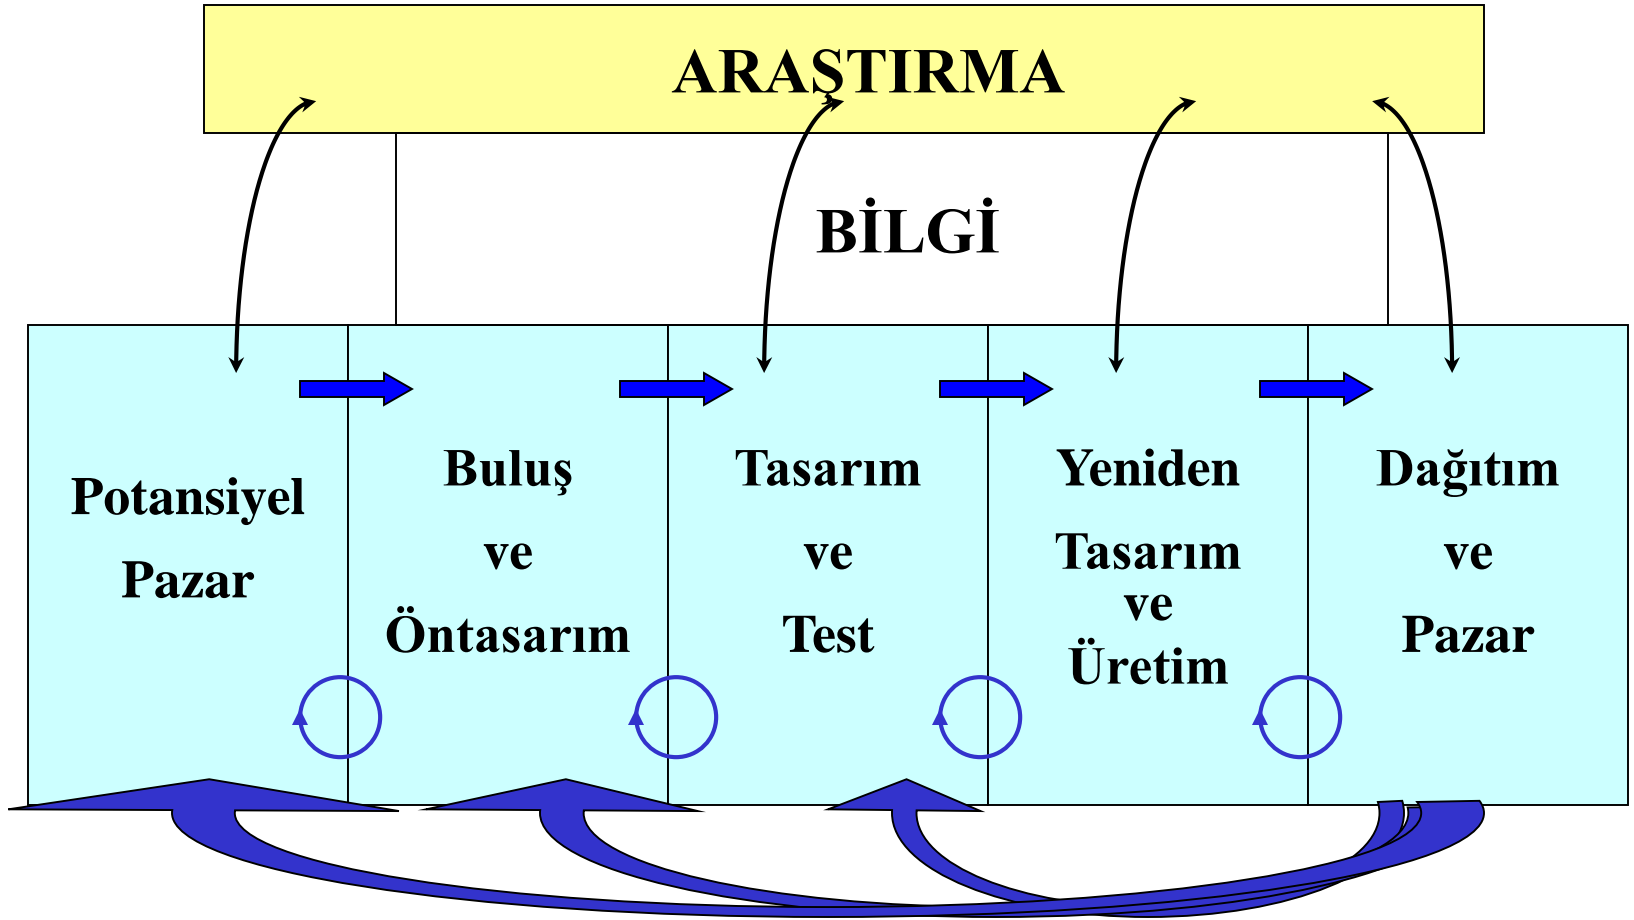 ARAŞTIRMA
BİLGİ
Potansiyel
Pazar
Buluş
ve
Öntasarım
Tasarım
ve
Test
Yeniden
Tasarım
ve
Üretim
Dağıtım
ve
Pazar